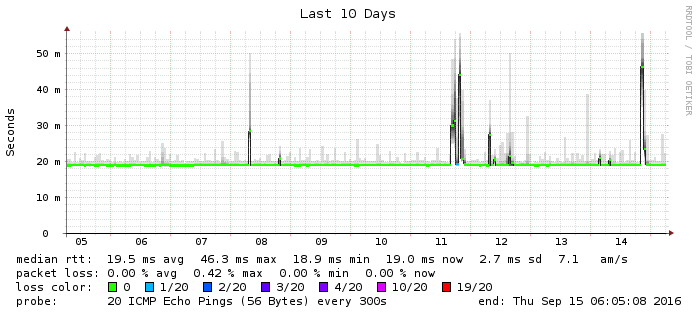 Last 10 Days
RRDTOOL / TOBI OETIKER
Seconds
50 m
40 m
30 m
20 m
10 m
0
05 06 07 08 09 10 11 12 13 14
median rtt: 19.5 ms avg 46.3 ms max 18.9 ms min 19.0 ms now 2.7 ms sd 7.1 am/s
packet loss: 0.00 % avg 0.42 % max 0.00 % min 0.00 % now
loss color: 0 1/20 2/20 3/20 4/20 10/20 19/20
probe: 20 ICMP Echo Pings (56 Bytes) every 300s end: Thu Sep 15 06:05:08 2016